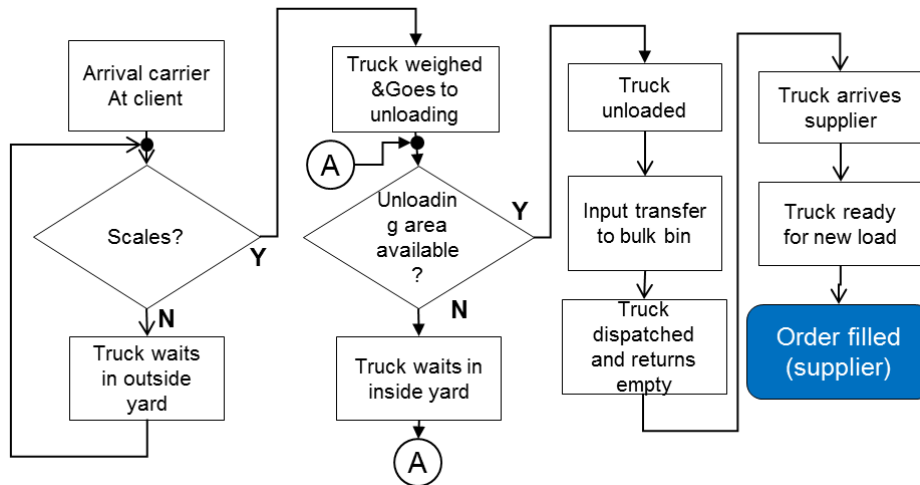 Arrival carrier
At client
Scales?
Y
N
Truck waits
in outside
yard
Truck weighed
&Goes to
unloading
A
Unloadin
g area
available
?
Y
N
Truck waits in
inside yard
A
Truck
unloaded
Input transfer
to bulk bin
Truck
dispatched
and returns
empty
Truck arrives
supplier
Truck ready
for new load
Order filled
(supplier)